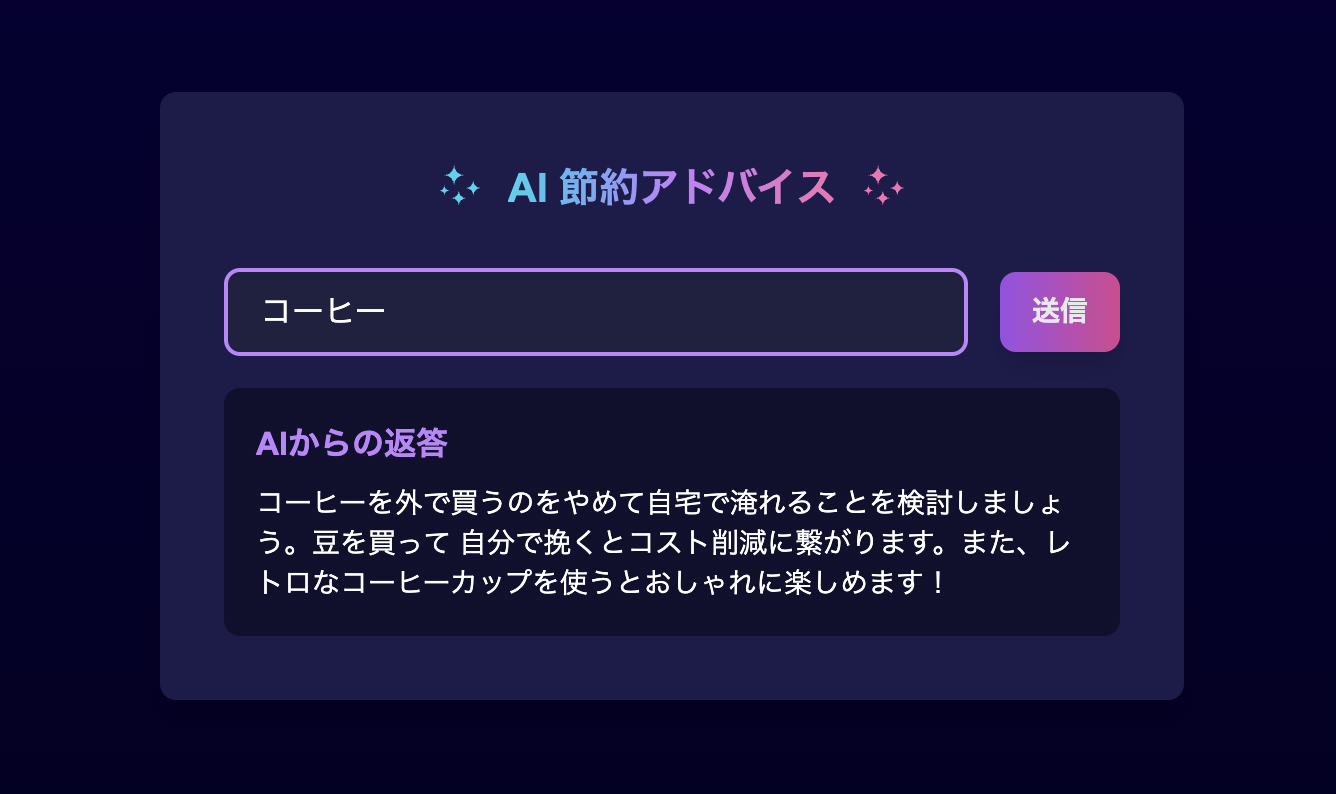 AI 節約アドバイス
コーヒー
送信
AIからの返答
コーヒーを外で買うのをやめて自宅で淹れることを検討しましょ
う。豆を買って 自分で挽くとコスト削減に繋がります。また、レ
トロなコーヒーカップを使うとおしゃれに楽しめます！